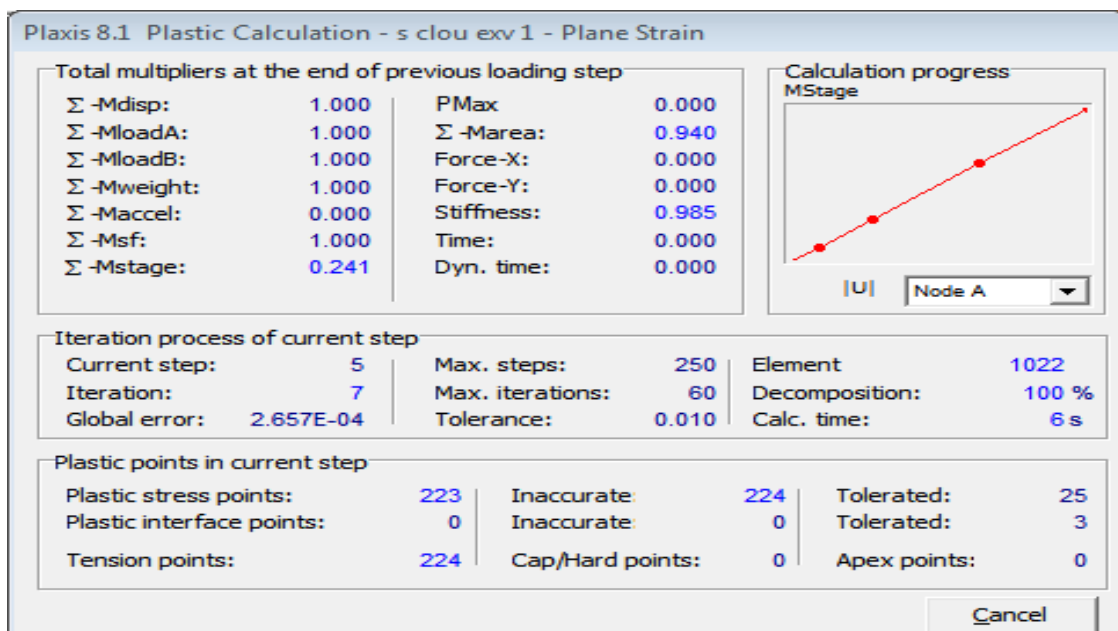 Plaxis 8.1 Plastic Calculation - s clou exv 1 - Plane Strain
Total multipliers at the end of previous loading step
Σ -Mdisp: 1.000 PMax 0.000
Σ -MloadA: 1.000 Σ -Marea: 0.940
Σ -MloadB: 1.000 Force-X: 0.000
Σ -Mweight: 1.000 Force-Y: 0.000
Σ -Maccel: 0.000 Stiffness: 0.985
Σ -Msf: 1.000 Time: 0.000
Σ -Mstage: 0.241 Dyn. time: 0.000
Calculation progress
MStage
|U| Node A
Iteration process of current step
Current step: 5 Max. steps: 250 Element 1022
Iteration: 7 Max. iterations: 60 Decomposition: 100 %
Global error: 2.657E-04 Tolerance: 0.010 Calc. time: 6 s
Plastic points in current step
Plastic stress points: 223 Inaccurate: 224 Tolerated: 25
Plastic interface points: 0 Inaccurate: 0 Tolerated: 3
Tension points: 224 Cap/Hard points: 0 Apex points: 0
Cancel